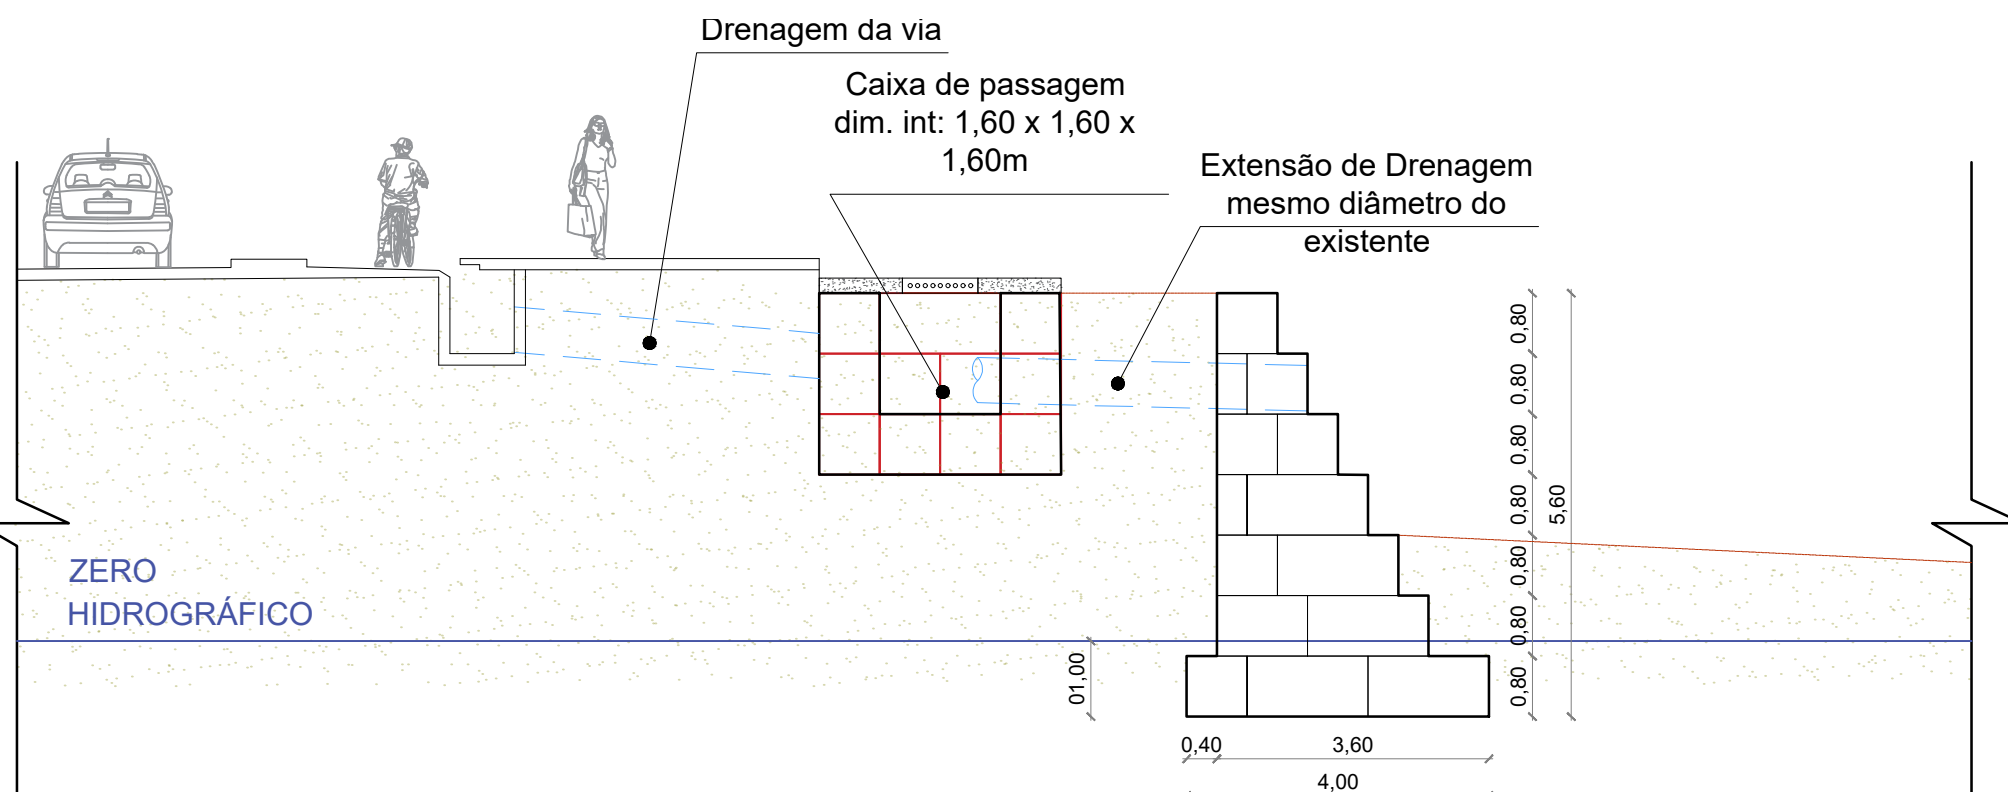 Drenagem da via
Caixa de passagem
dim. int: 1,60 x 1,60 x
1,60m
Extensão de Drenagem
mesmo diâmetro do
existente
ZERO
HIDROGRÁFICO
0,80
0,80
0,80
0,80
0,80
0,80
0,80
5,60
01,00
0,40
3,60
4,00